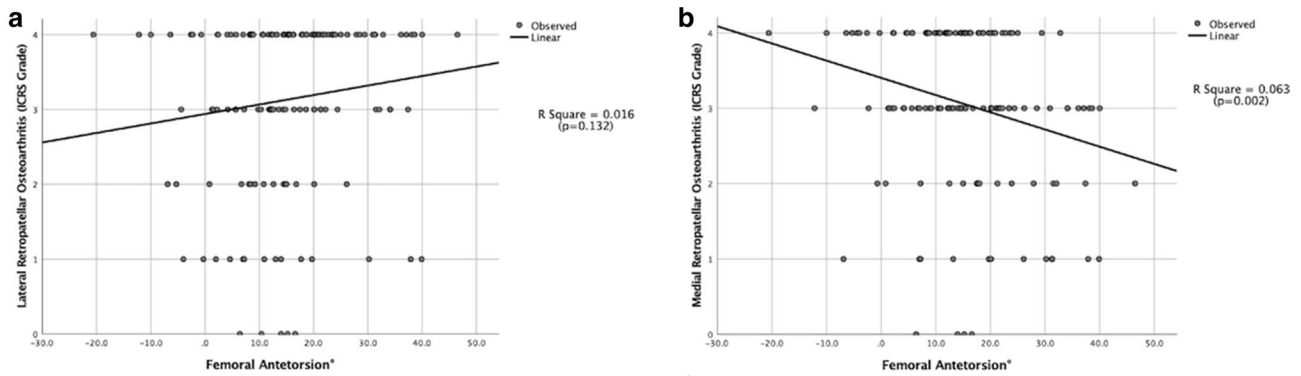 a
Lateral Retropatellar Osteoarthritis (ICRS Grade)
4
3
2
1
0
-30.0 -20.0 -10.0 .0 10.0 20.0 30.0 40.0 50.0
Femoral Antetorsion°
Observed
Linear
R Square = 0.016
(p=0.132)
b
Medial Retropatellar Osteoarthritis (ICRS Grade)
4
3
2
1
0
-30.0 -20.0 -10.0 .0 10.0 20.0 30.0 40.0 50.0
Femoral Antetorsion°
Observed
Linear
R Square = 0.063
(p=0.002)